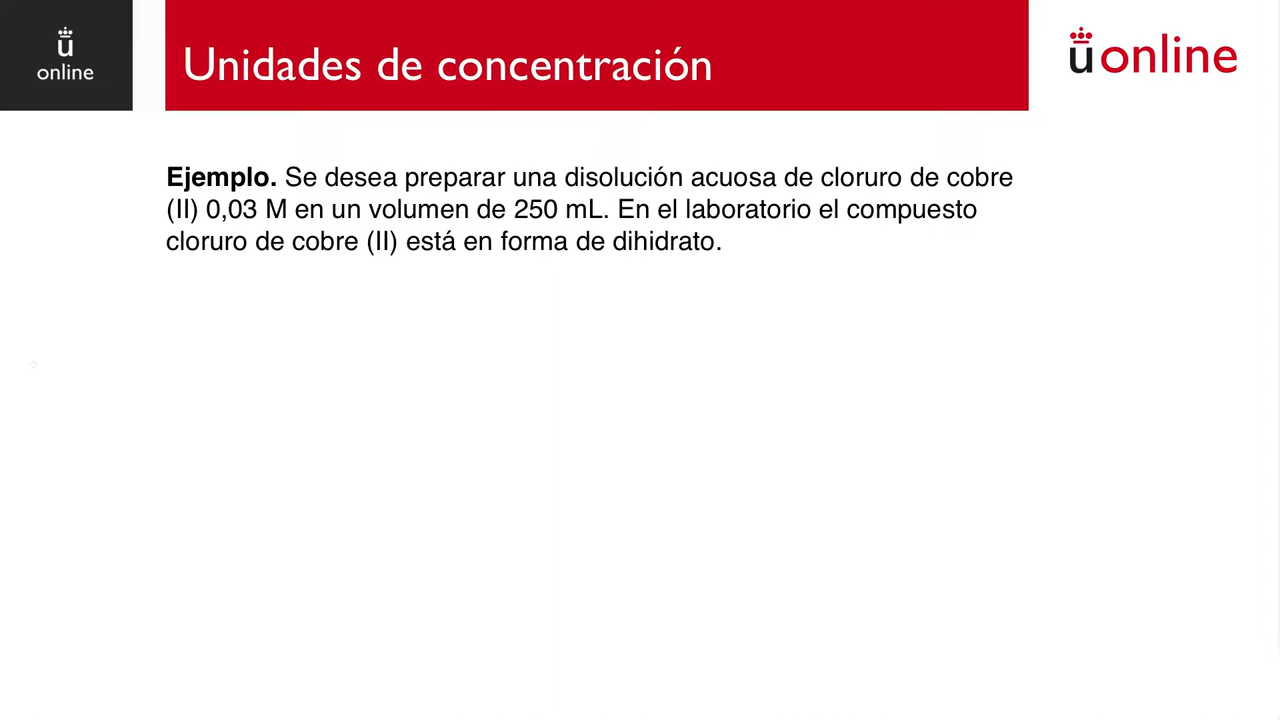 ü
online
Unidades de concentración
üonline
Ejemplo. Se desea preparar una disolución acuosa de cloruro de cobre
(II) 0,03 M en un volumen de 250 mL. En el laboratorio el compuesto
cloruro de cobre (II) está en forma de dihidrato.